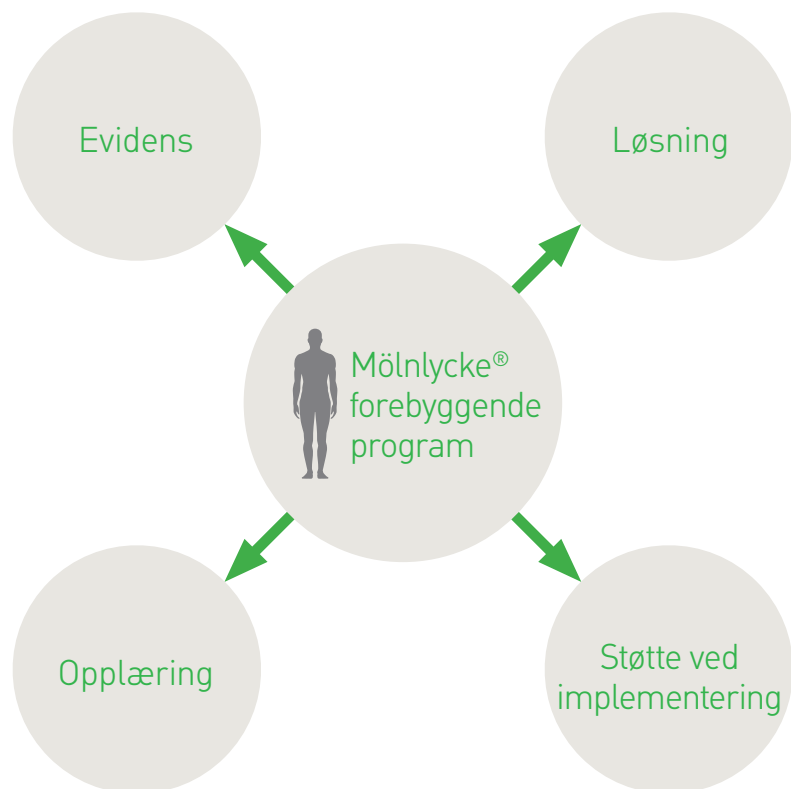 Evidens
Løsning
Mölnlycke®
forebyggende
program
Opplæring
Støtte ved
implementering